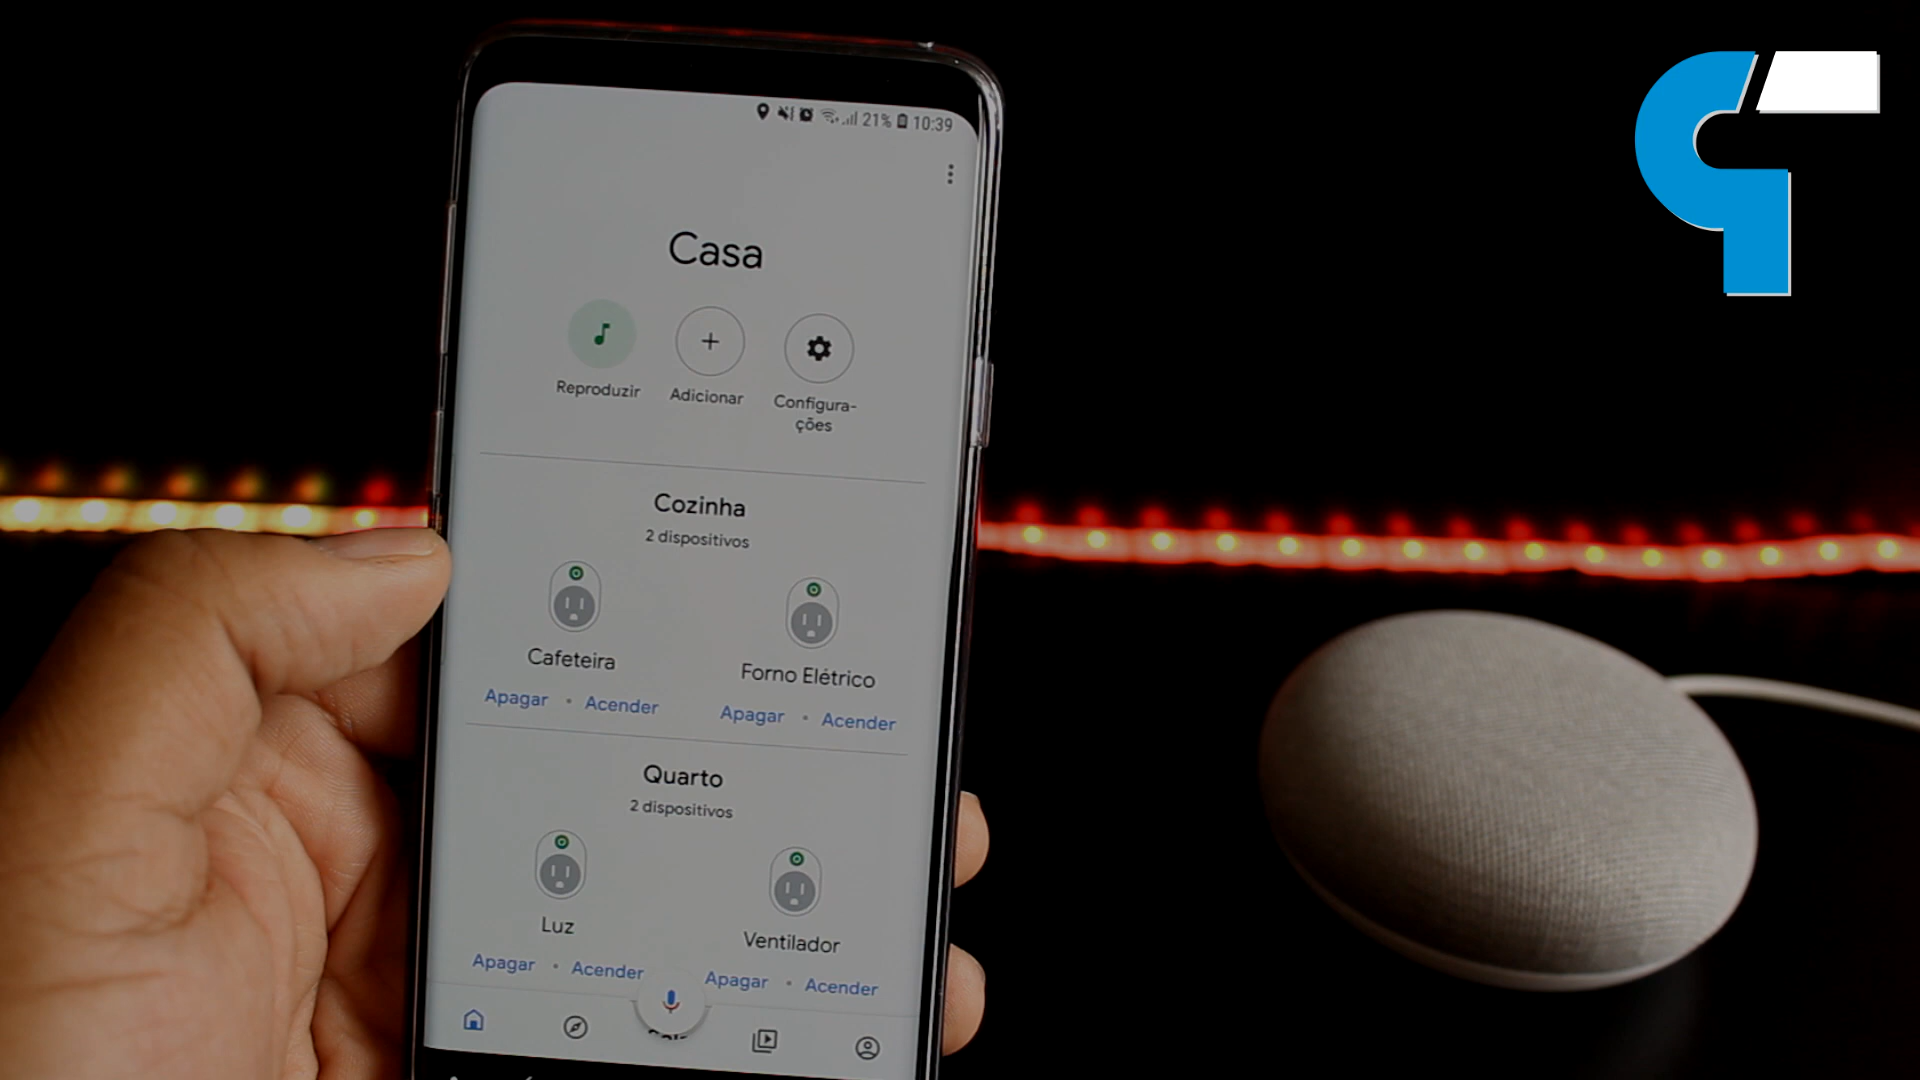 21% 10:39
Casa
Reproduzir
Adicionar
Configura-
ções
Cozinha
2 dispositivos
Cafeteira
Forno Elétrico
Apagar • Acender
Apagar • Acender
Quarto
2 dispositivos
Luz
Ventilador
Apagar • Acender
Apagar • Acender